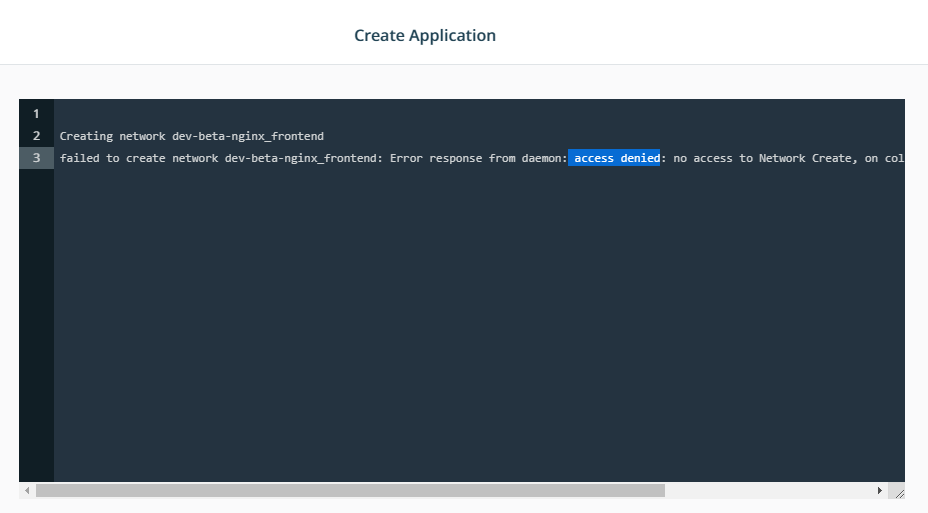 Create Application
1
2 Creating network dev-beta-nginx_frontend
3 failed to create network dev-beta-nginx_frontend: Error response from daemon: access denied: no access to Network Create, on col